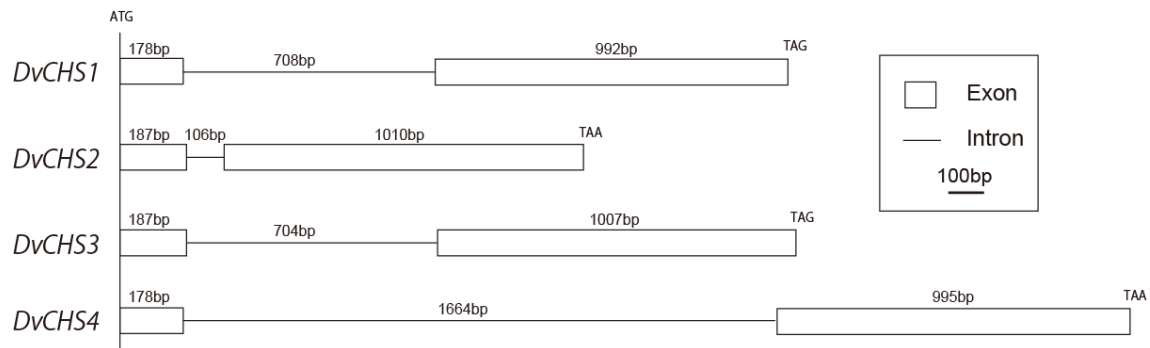 ATG
178bp 708bp 992bp TAG
DvCHS1
187bp 106bp 1010bp TAA
DvCHS2
187bp 704bp 1007bp TAG
DvCHS3
178bp 1664bp 995bp TAA
DvCHS4
Exon
Intron
100bp